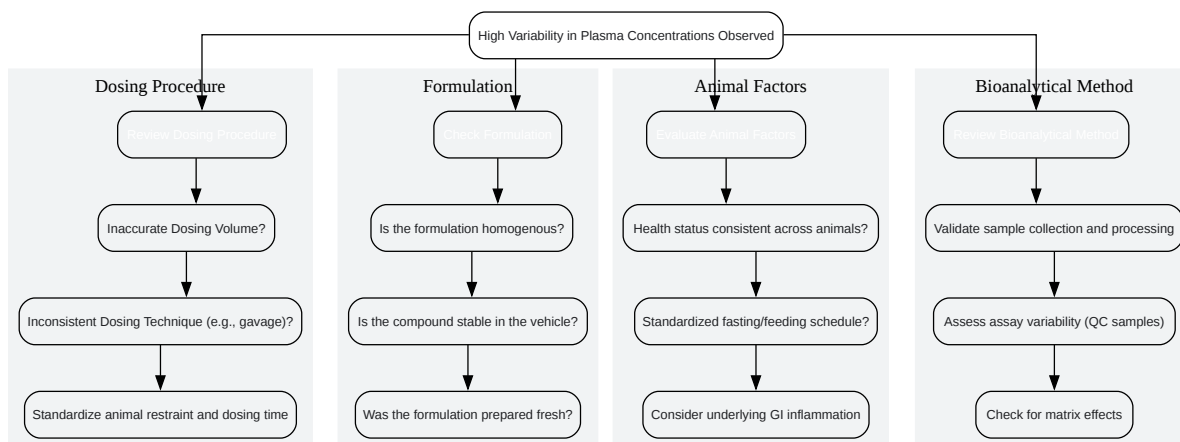 High Variability in Plasma Concentrations Observed
Dosing Procedure
Review Dosing Procedure
Inaccurate Dosing Volume?
Inconsistent Dosing Technique (e.g., gavage)?
Standardize animal restraint and dosing time
Formulation
Check Formulation
Is the formulation homogenous?
Is the compound stable in the vehicle?
Was the formulation prepared fresh?
Animal Factors
Evaluate Animal Factors
Health status consistent across animals?
Standardized fasting/feeding schedule?
Consider underlying GI inflammation
Bioanalytical Method
Review Bioanalytical Method
Validate sample collection and processing
Assess assay variability (QC samples)
Check for matrix effects